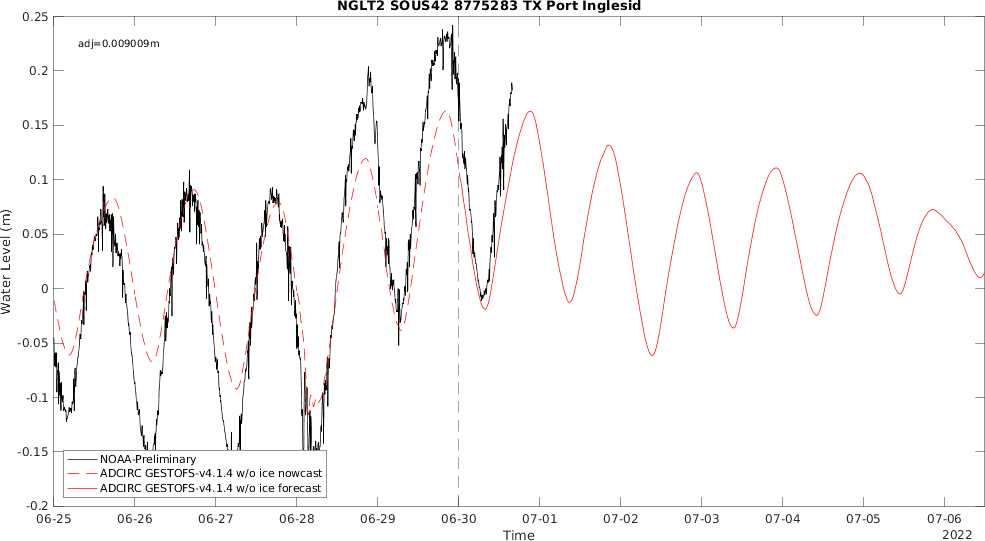 NGLT2 SOUS42 8775283 TX Port Inglesid
adj=0.009009m
0.25
0.2
0.15
0.1
0.05
0
-0.05
-0.1
-0.15
-0.2
Water Level (m)
NOAA-Preliminary
ADCIRC GESTOFS-v4.1.4 w/o ice nowcast
ADCIRC GESTOFS-v4.1.4 w/o ice forecast
06-25 06-26 06-27 06-28 06-29 06-30 07-01 07-02 07-03 07-04 07-05 07-06
Time
2022